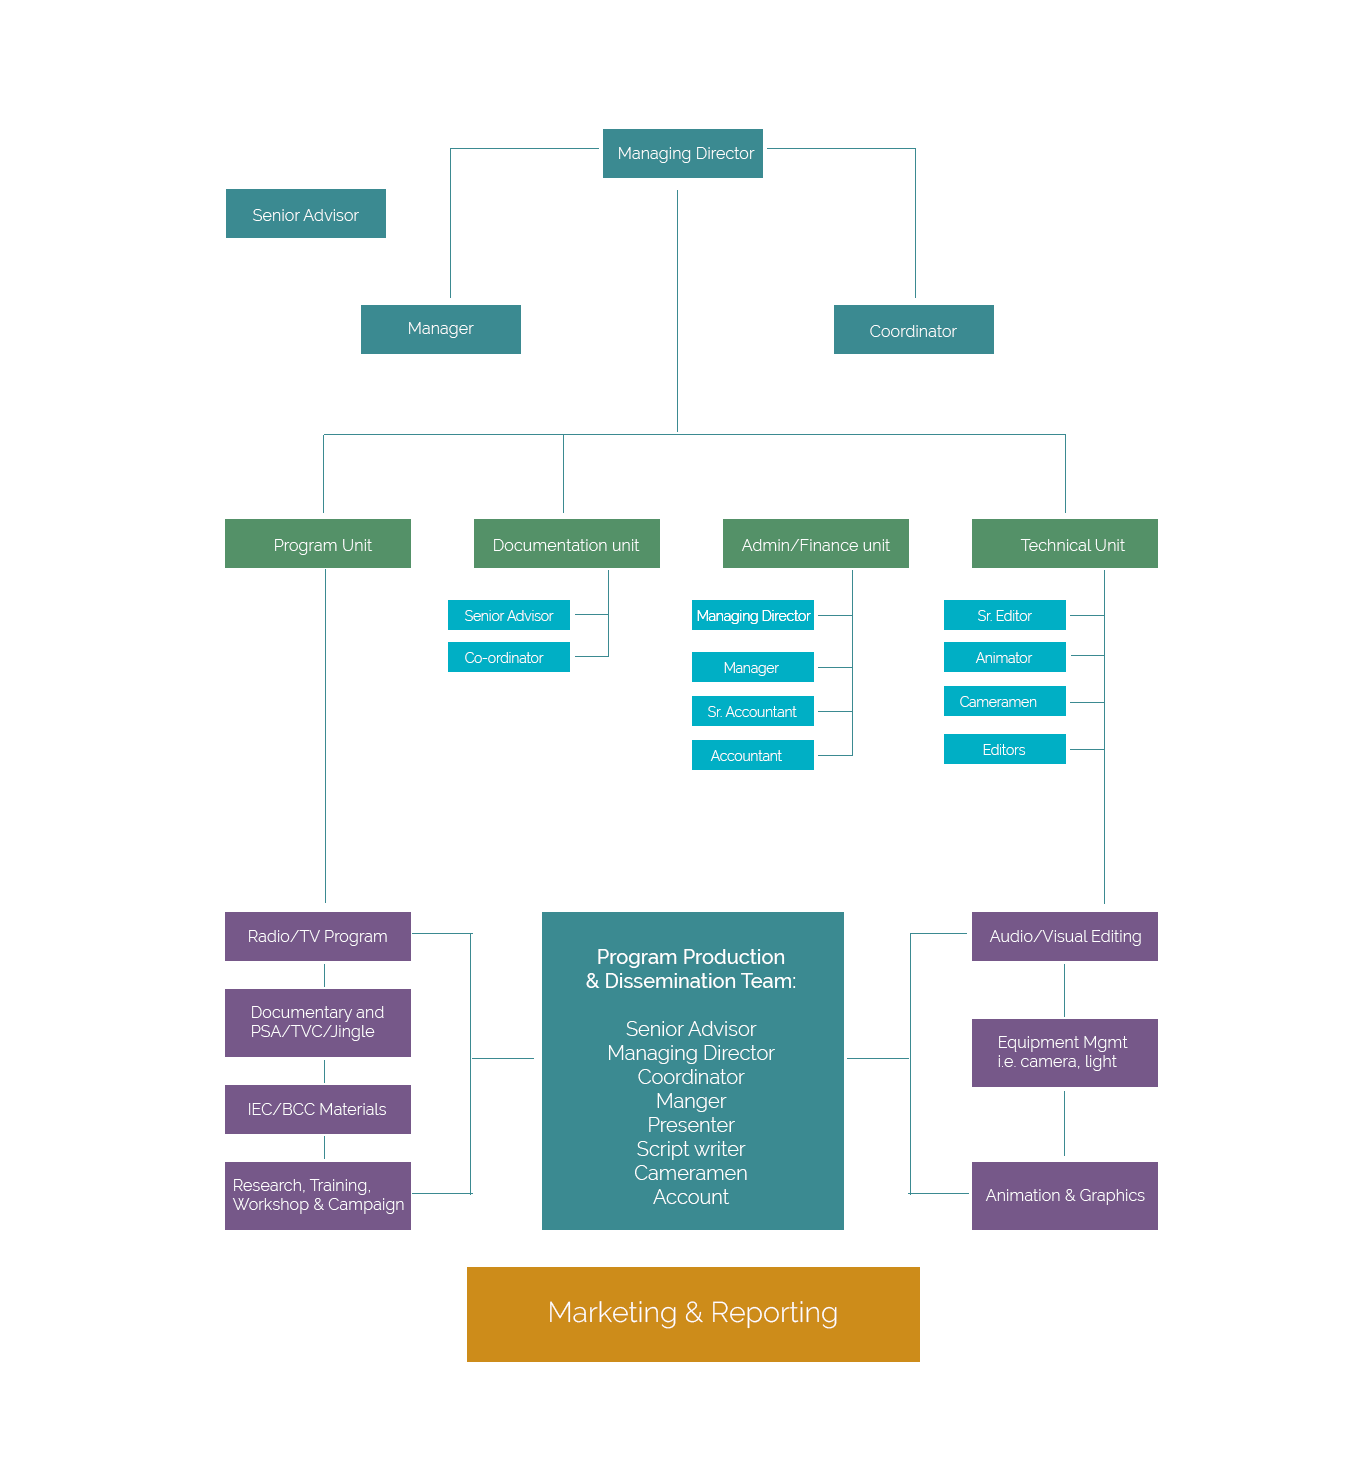 Managing Director
Senior Advisor
Manager
Coordinator
Program Unit
Documentation unit
Admin/Finance unit
Technical Unit
Senior Advisor
Co-ordinator
Managing Director
Manager
Sr. Accountant
Accountant
Sr. Editor
Animator
Cameramen
Editors
Radio/TV Program
Documentary and
PSA/TVC/Jingle
IEC/BCC Materials
Research, Training,
Workshop & Campaign
Program Production
& Dissemination Team:
Senior Advisor
Managing Director
Coordinator
Manger
Presenter
Script writer
Cameramen
Account
Audio/Visual Editing
Equipment Mgmt
i.e. camera, light
Animation & Graphics
Marketing & Reporting